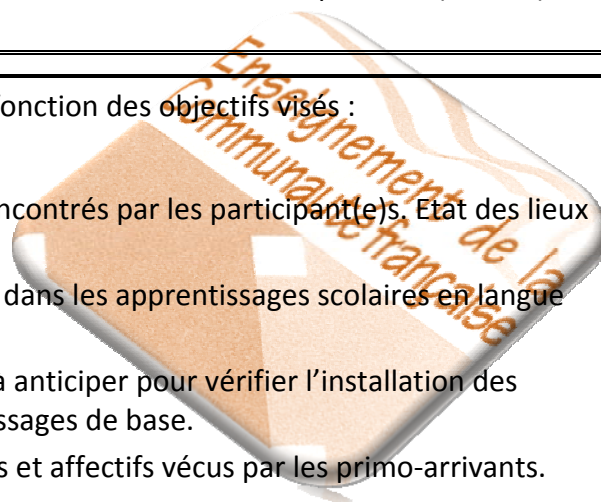 onction des objectifs visés :
ncontrés par les participant(e)s. Etat des lieux
dans les apprentissages scolaires en langue
a anticiper pour vérifier l’installation des
ssages de base.
s et affectifs vécus par les primo-arrivants.
Enseignement de la
Communauté française